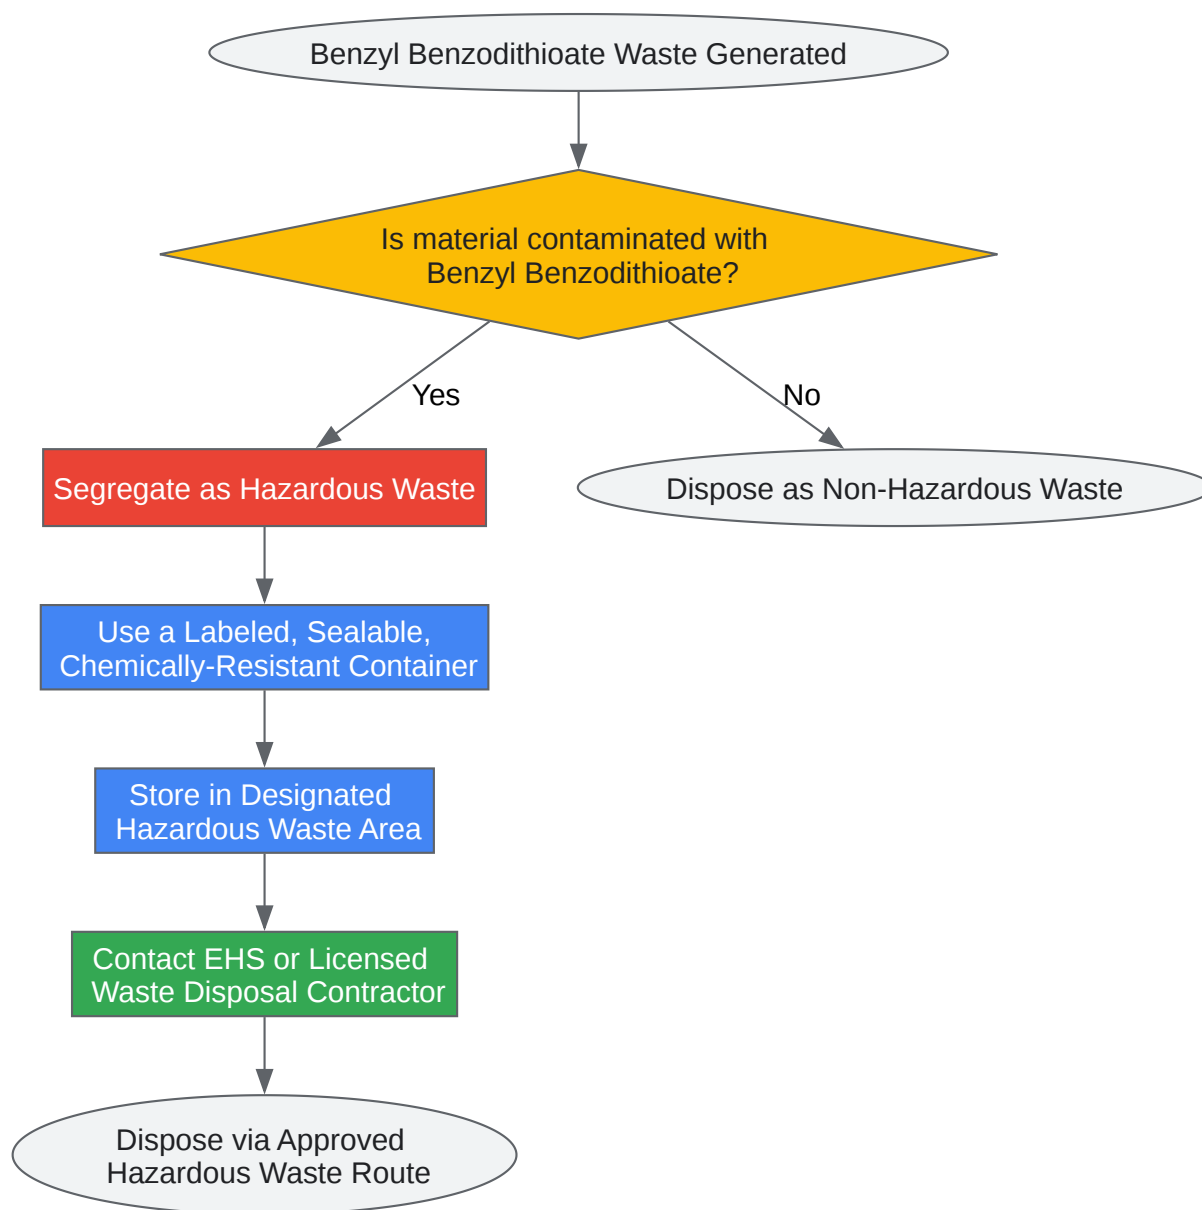 Benzyl Benzodithioate Waste Generated
Is material contaminated with
Benzyl Benzodithioate?
Yes
No
Segregate as Hazardous Waste
Dispose as Non-Hazardous Waste
Use a Labeled, Sealable,
Chemically-Resistant Container
Store in Designated
Hazardous Waste Area
Contact EHS or Licensed
Waste Disposal Contractor
Dispose via Approved
Hazardous Waste Route